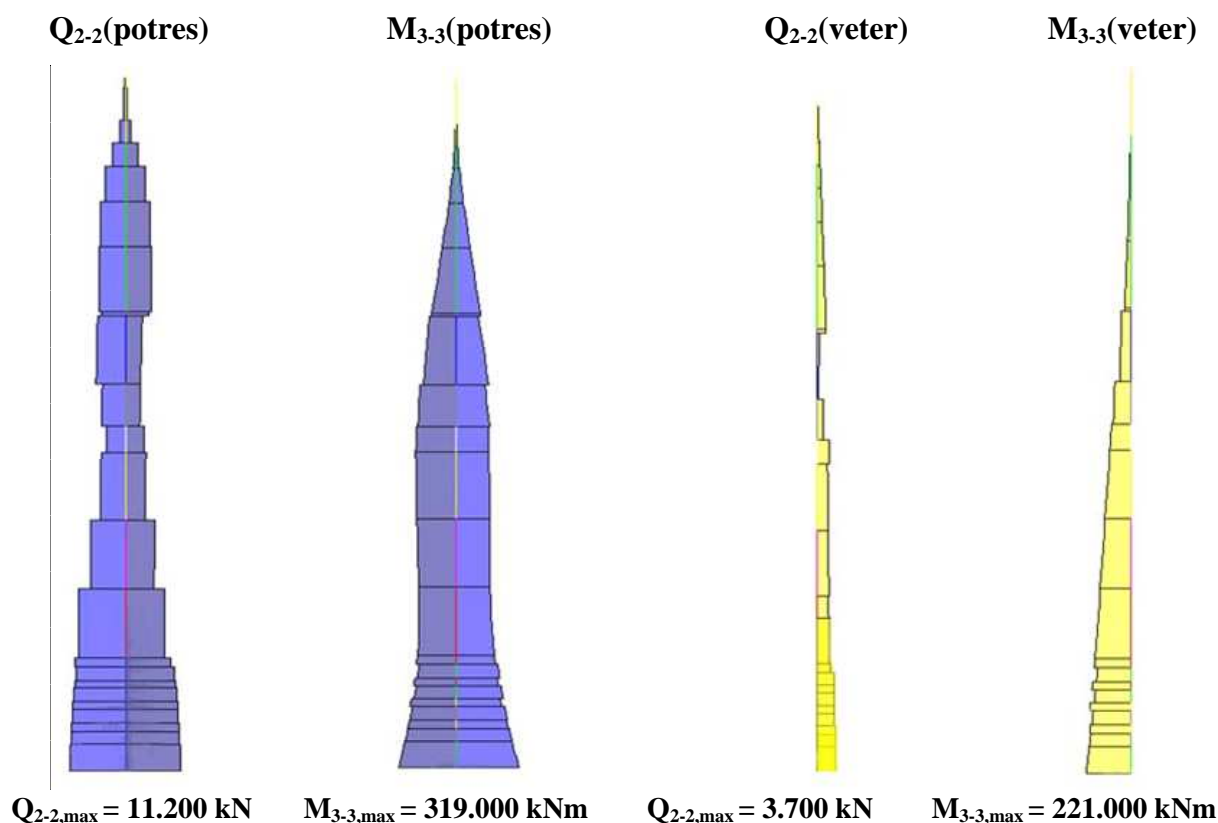 Q₂₋₂(potres) M₃₋₃(potres) Q₂₋₂(veter) M₃₋₃(veter)
Q₂₋₂,max = 11.200 kN M₃₋₃,max = 319.000 kNm Q₂₋₂,max = 3.700 kN M₃₋₃,max = 221.000 kNm